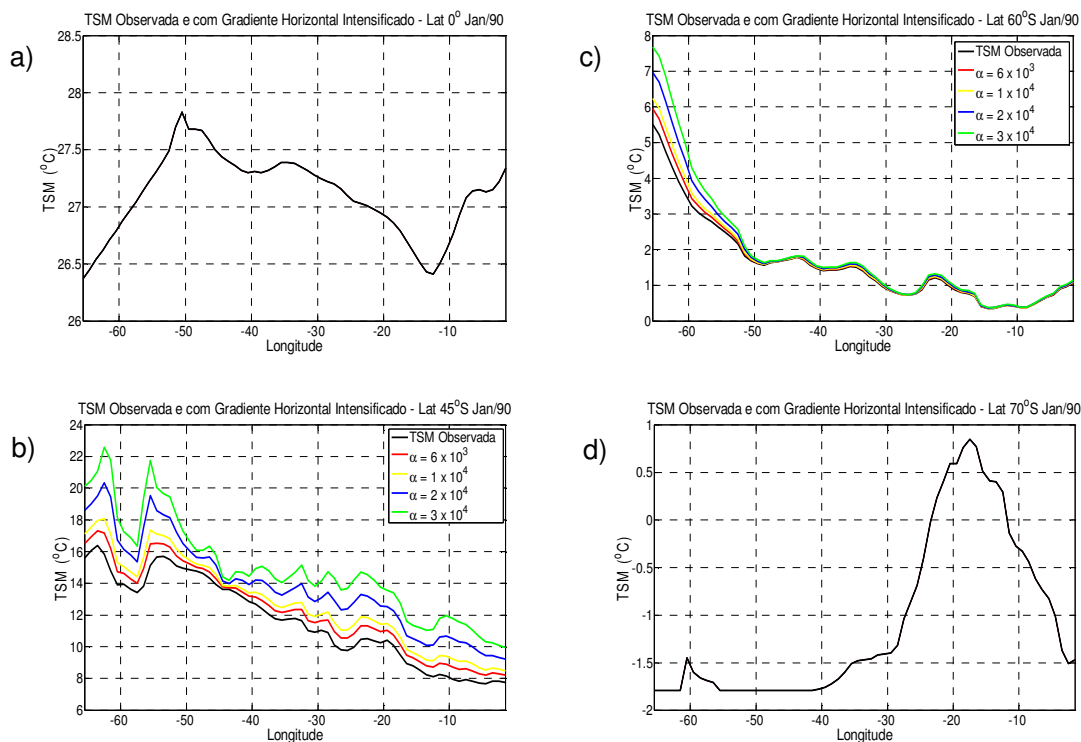 a)
TSM Observada e com Gradiente Horizontal Intensificado - Lat 0° Jan/90
28.5
28
27.5
27
26.5
26
TSM (°C)
-60 -50 -40 -30 -20 -10
Longitude
c)
TSM Observada e com Gradiente Horizontal Intensificado - Lat 60°S Jan/90
8
7
6
5
4
3
2
1
0
TSM (°C)
TSM Observada
α = 6 x 10³
α = 1 x 10⁴
α = 2 x 10⁴
α = 3 x 10⁴
-60 -50 -40 -30 -20 -10
Longitude
b)
TSM Observada e com Gradiente Horizontal Intensificado - Lat 45°S Jan/90
24
22
20
18
16
14
12
10
8
6
TSM (°C)
TSM Observada
α = 6 x 10³
α = 1 x 10⁴
α = 2 x 10⁴
α = 3 x 10⁴
-60 -50 -40 -30 -20 -10
Longitude
d)
TSM Observada e com Gradiente Horizontal Intensificado - Lat 70°S Jan/90
1
0.5
0
-0.5
-1
-1.5
-2
TSM (°C)
-60 -50 -40 -30 -20 -10
Longitude